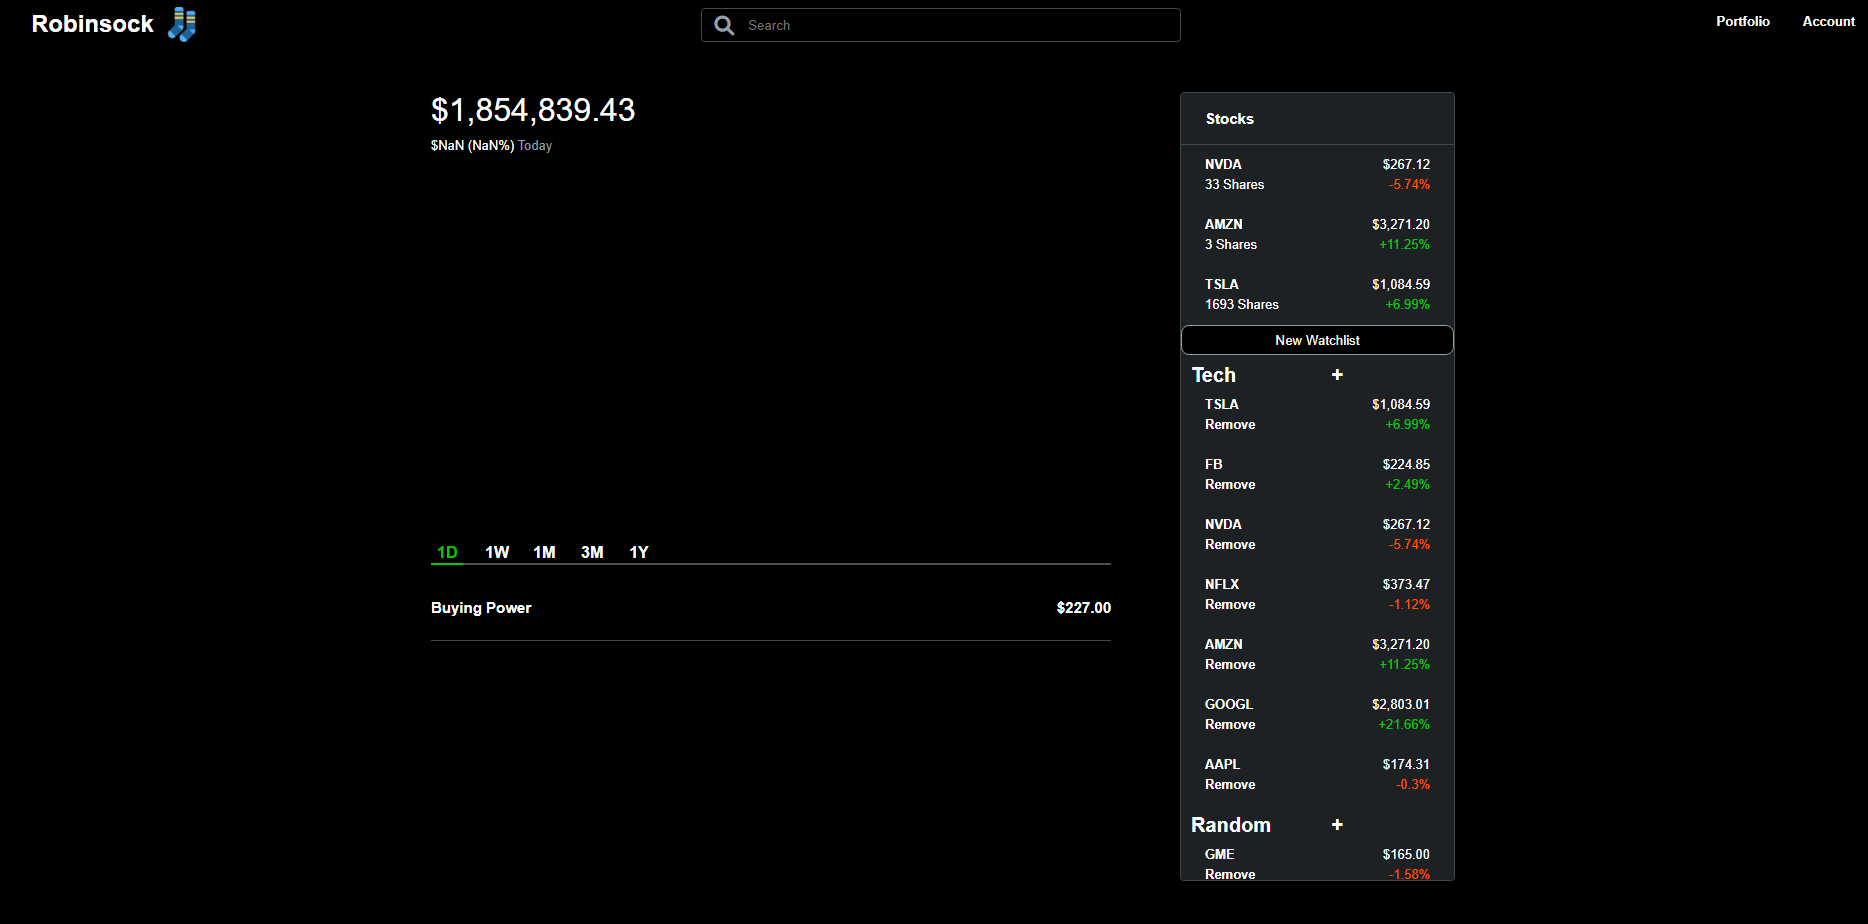 Robinsock
Search
Portfolio Account
$1,854,839.43
$NaN (NaN%) Today
1D 1W 1M 3M 1Y
Buying Power $227.00
Stocks
NVDA $267.12
33 Shares -5.74%
AMZN $3,271.20
3 Shares +11.25%
TSLA $1,084.59
1693 Shares +6.99%
New Watchlist
Tech +
TSLA $1,084.59
Remove +6.99%
FB $224.85
Remove +2.49%
NVDA $267.12
Remove -5.74%
NFLX $373.47
Remove -1.12%
AMZN $3,271.20
Remove +11.25%
GOOGL $2,803.01
Remove +21.66%
AAPL $174.31
Remove -0.3%
Random +
GME $165.00
Remove -1.58%